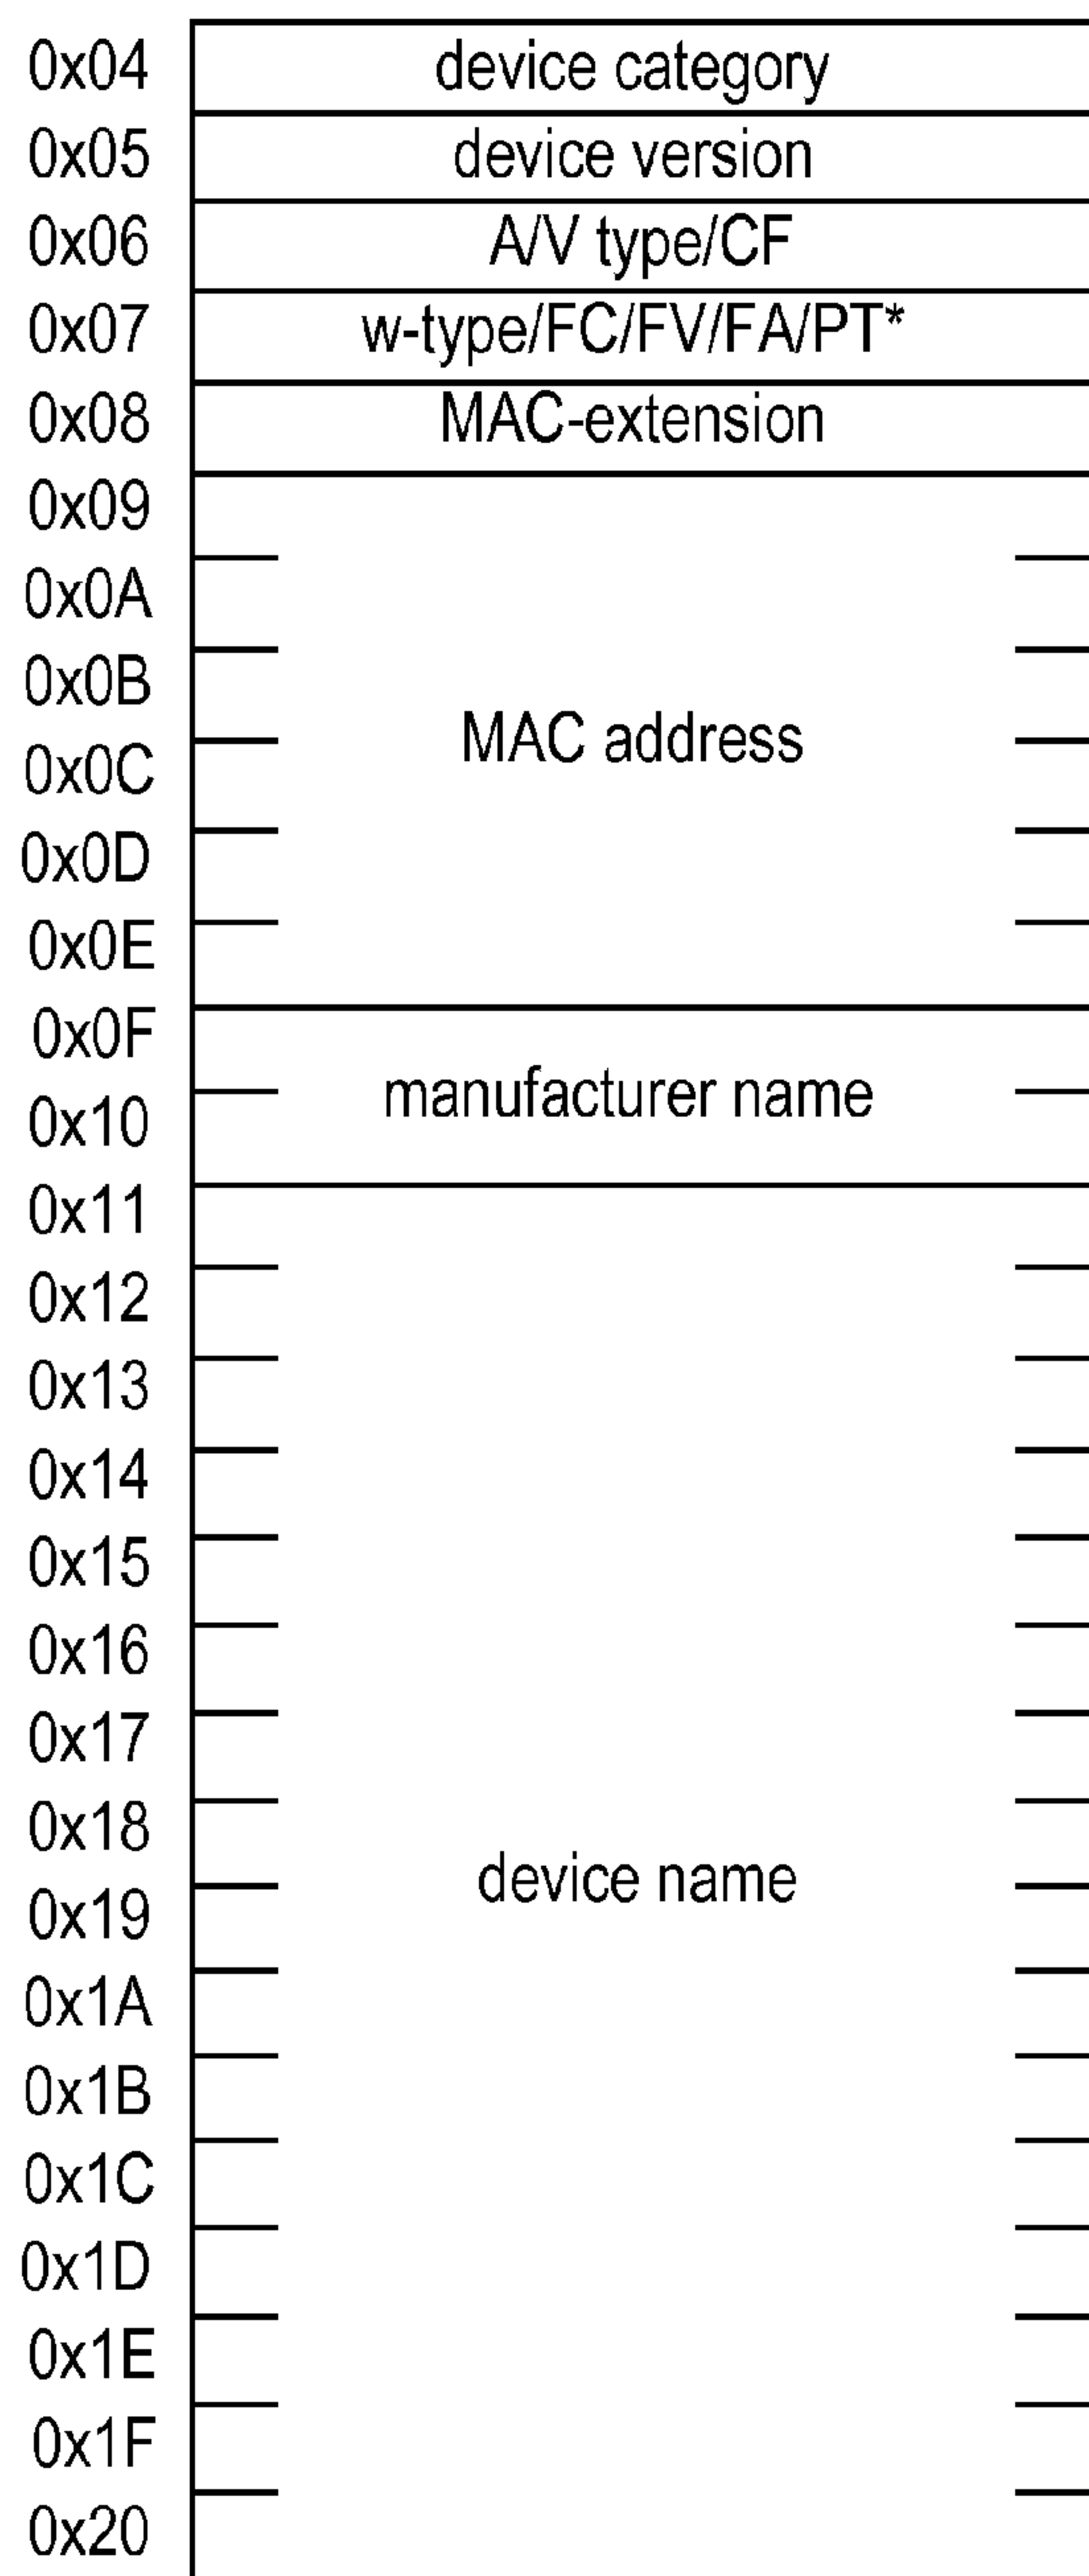 0x04 device category
0x05 device version
0x06 A/V type/CF
0x07 w-type/FC/FV/FA/PT*
0x08 MAC-extension
0x09
0x0A
0x0B
0x0C MAC address
0x0D
0x0E
0x0F
0x10 manufacturer name
0x11
0x12
0x13
0x14
0x15
0x16
0x17
0x18
0x19 device name
0x1A
0x1B
0x1C
0x1D
0x1E
0x1F
0x20